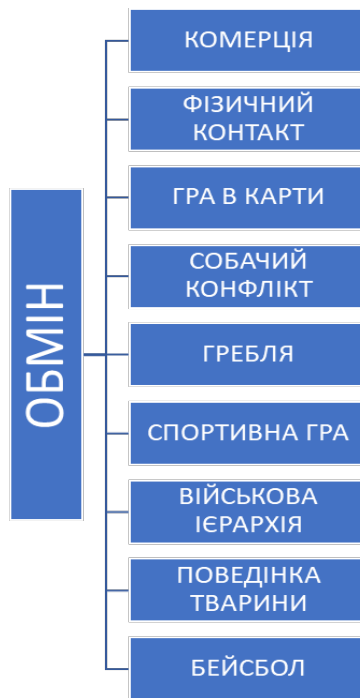 ОБМІН
КОМЕРЦІЯ
ФІЗИЧНИЙ
КОНТАКТ
ГРА В КАРТИ
СОБАЧИЙ
КОНФЛІКТ
ГРЕБЛЯ
СПОРТИВНА ГРА
ВІЙСЬКОВА
ІЄРАРХІЯ
ПОВЕДІНКА
ТВАРИНИ
БЕЙСБОЛ